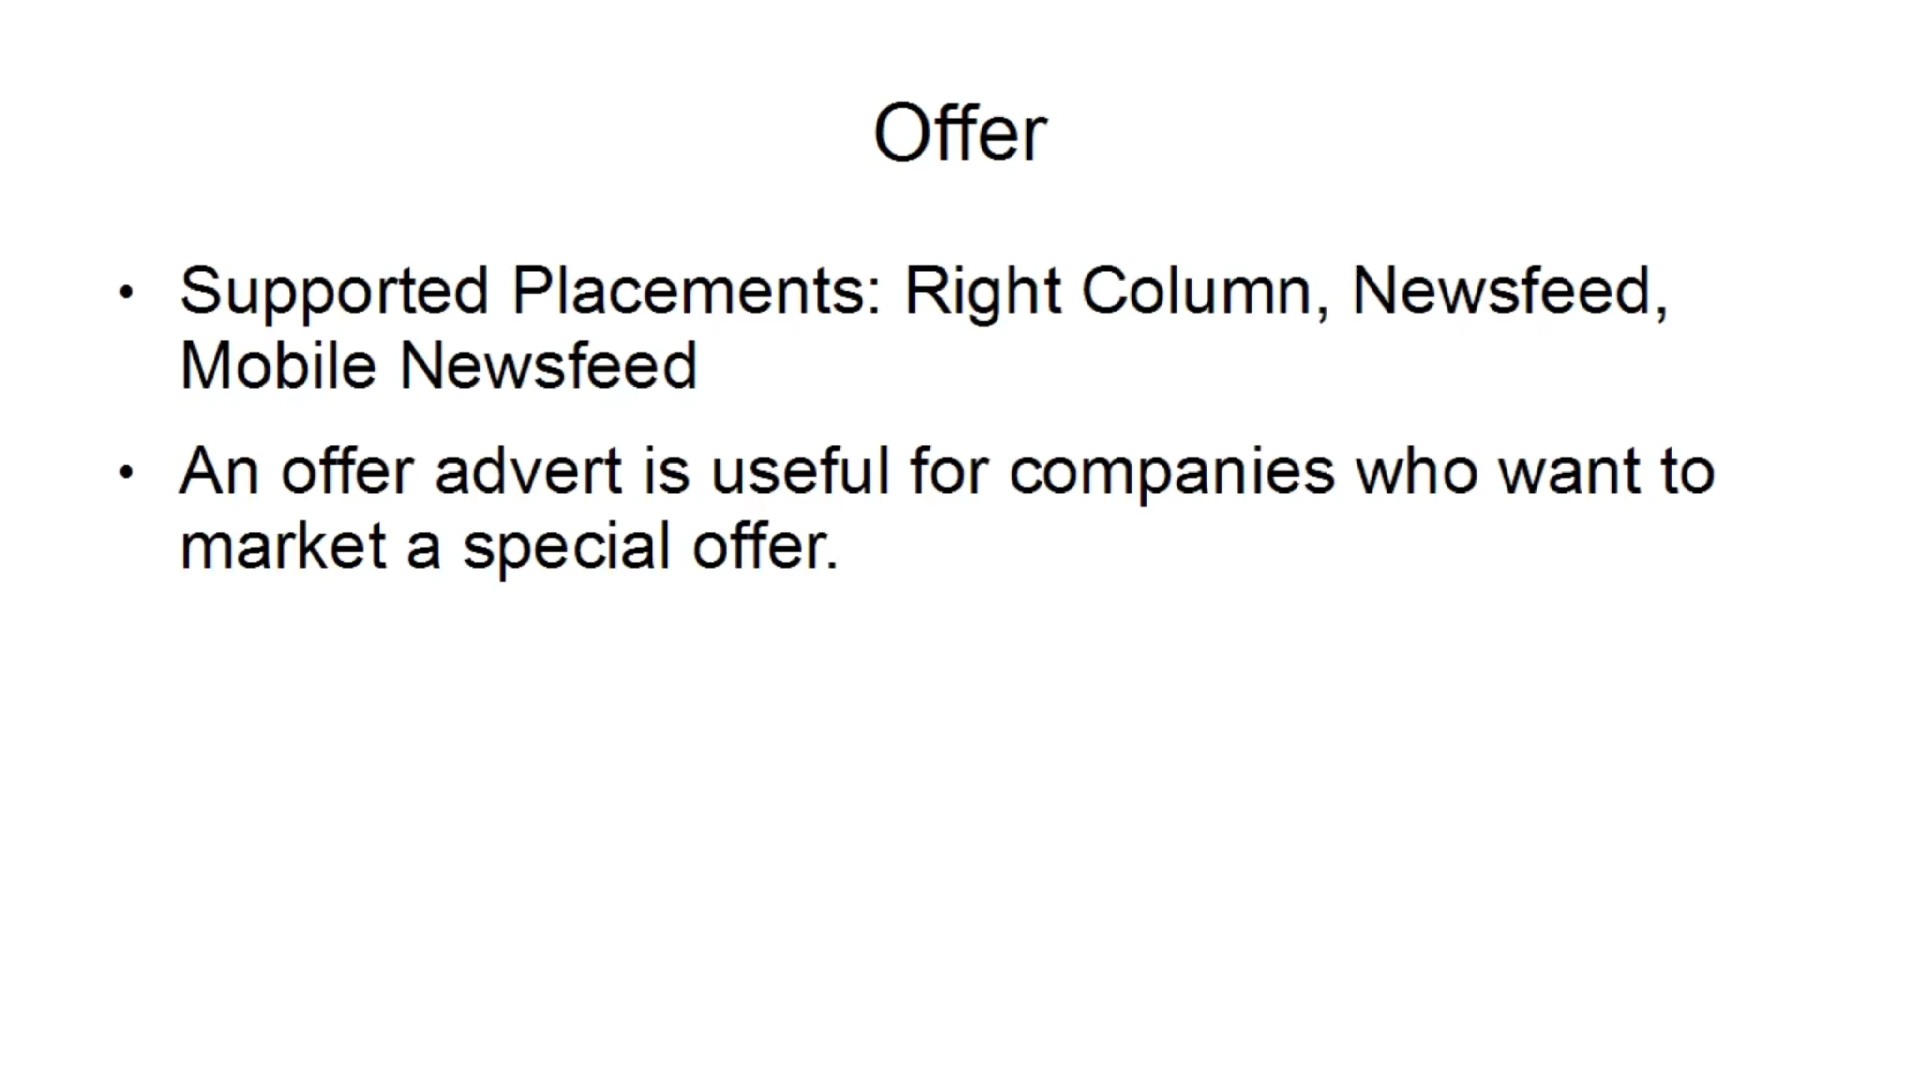 Offer
• Supported Placements: Right Column, Newsfeed,
Mobile Newsfeed
• An offer advert is useful for companies who want to
market a special offer.